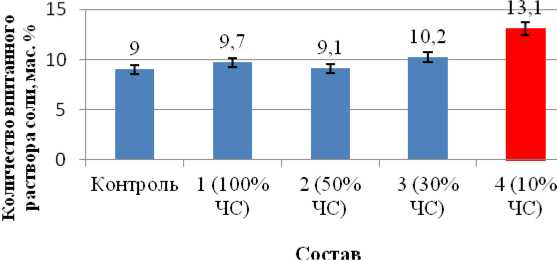 Количество впитанного
раствора соли, мас. %
15
10
5
0
9
9,7
9,1
10,2
13,1
Контроль
1 (100%
ЧС)
2 (50%
ЧС)
3 (30%
ЧС)
4 (10%
ЧС)
Состав